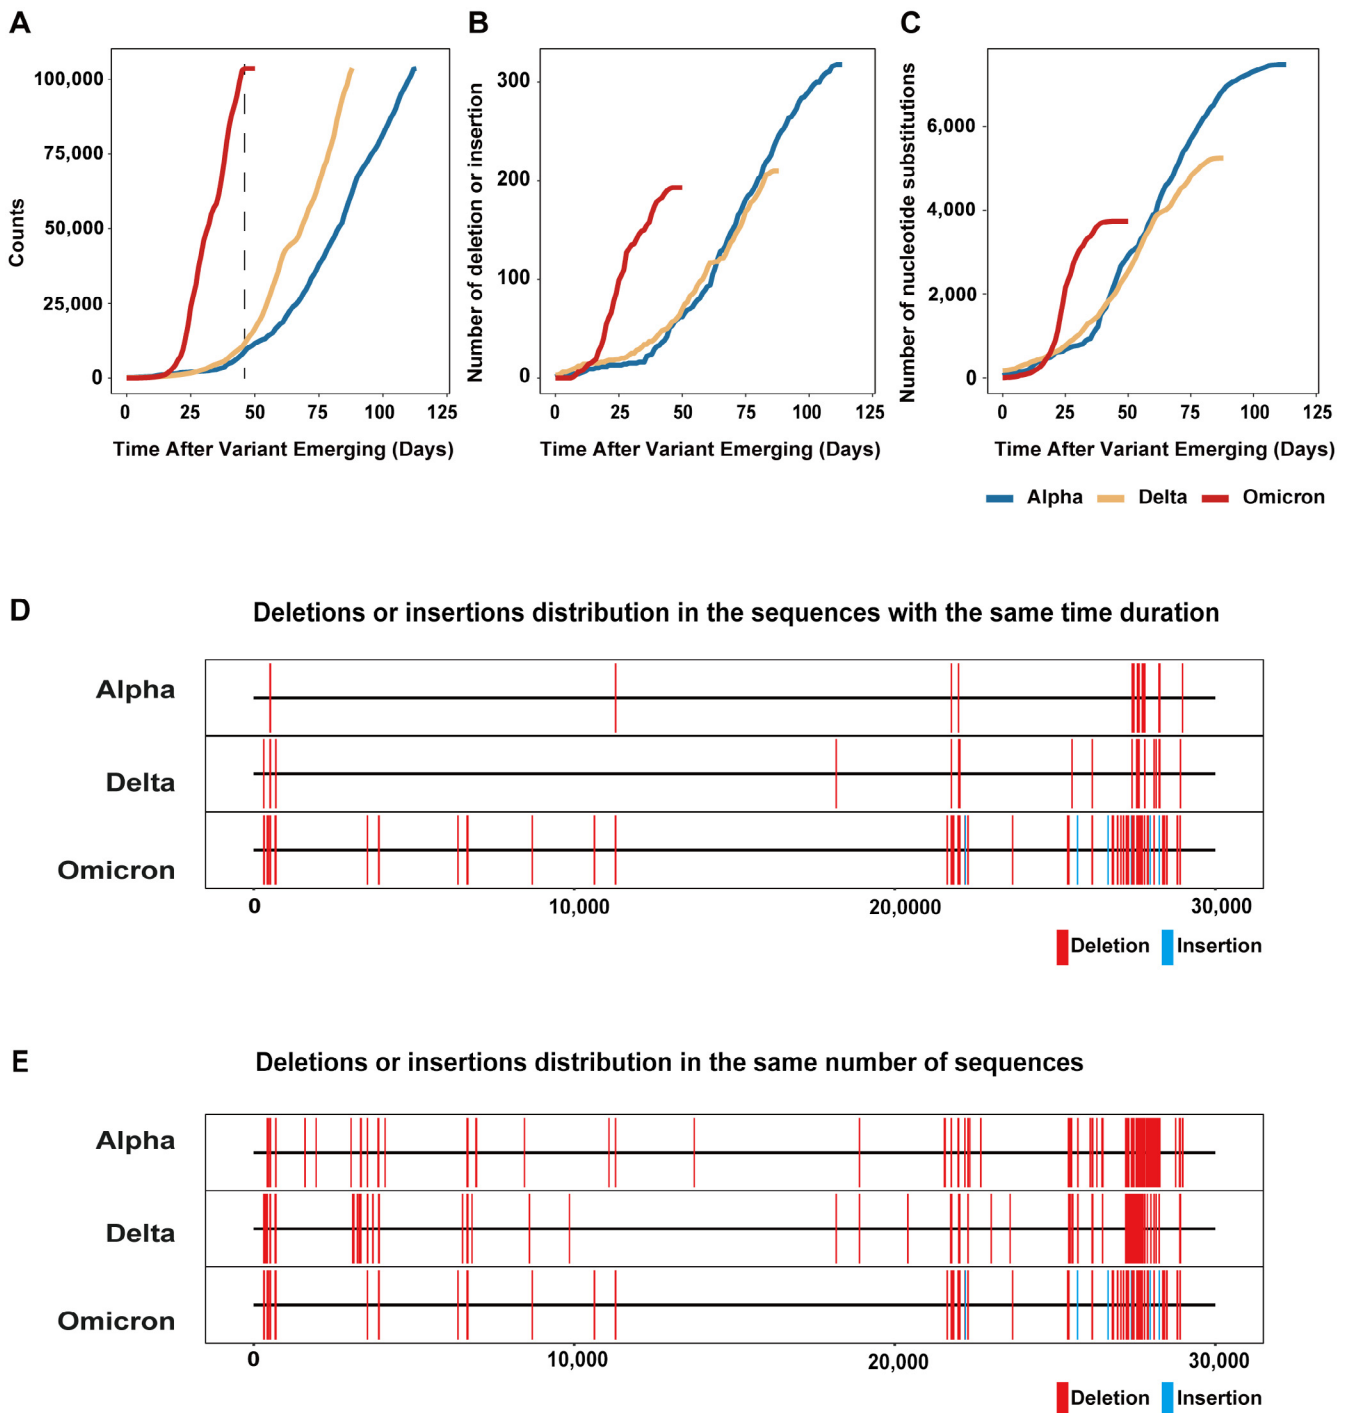 A
B
C
Counts
100,000
75,000
50,000
25,000
0
0 25 50 75 100 125
Time After Variant Emerging (Days)
Number of deletion or insertion
300
200
100
0
0 25 50 75 100 125
Time After Variant Emerging (Days)
Number of nucleotide substitutions
6,000
4,000
2,000
0
0 25 50 75 100 125
Time After Variant Emerging (Days)
Alpha Delta Omicron
D
Deletions or insertions distribution in the sequences with the same time duration
Alpha
Delta
Omicron
0 10,000 20,0000 30,000
Deletion Insertion
E
Deletions or insertions distribution in the same number of sequences
Alpha
Delta
Omicron
0 10,000 20,000 30,000
Deletion Insertion